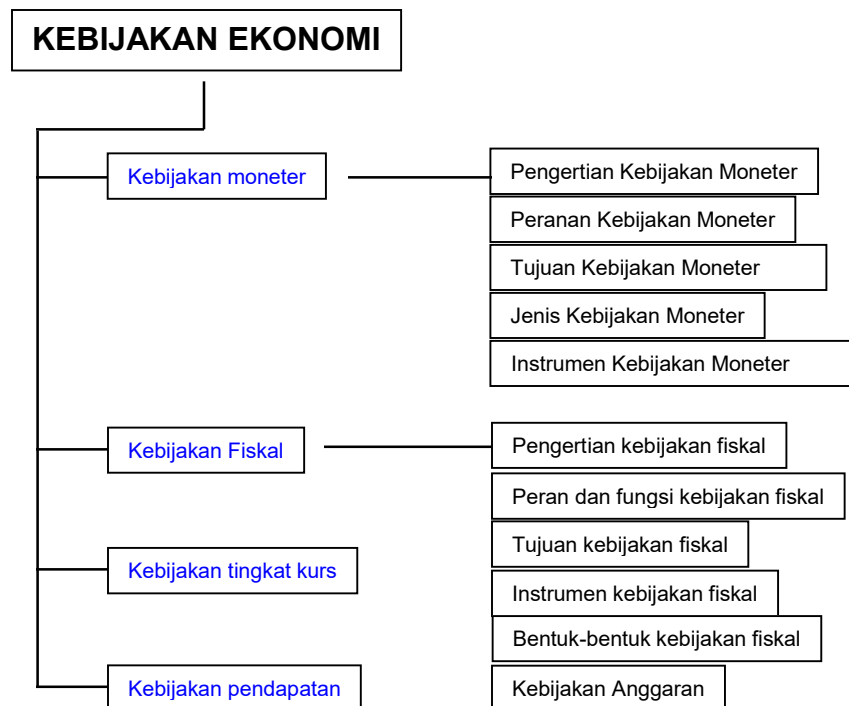 KEBIJAKAN EKONOMI
Kebijakan moneter
Pengertian Kebijakan Moneter
Peranan Kebijakan Moneter
Tujuan Kebijakan Moneter
Jenis Kebijakan Moneter
Instrumen Kebijakan Moneter
Kebijakan Fiskal
Pengertian kebijakan fiskal
Peran dan fungsi kebijakan fiskal
Tujuan kebijakan fiskal
Instrumen kebijakan fiskal
Bentuk-bentuk kebijakan fiskal
Kebijakan Anggaran
Kebijakan tingkat kurs
Kebijakan pendapatan